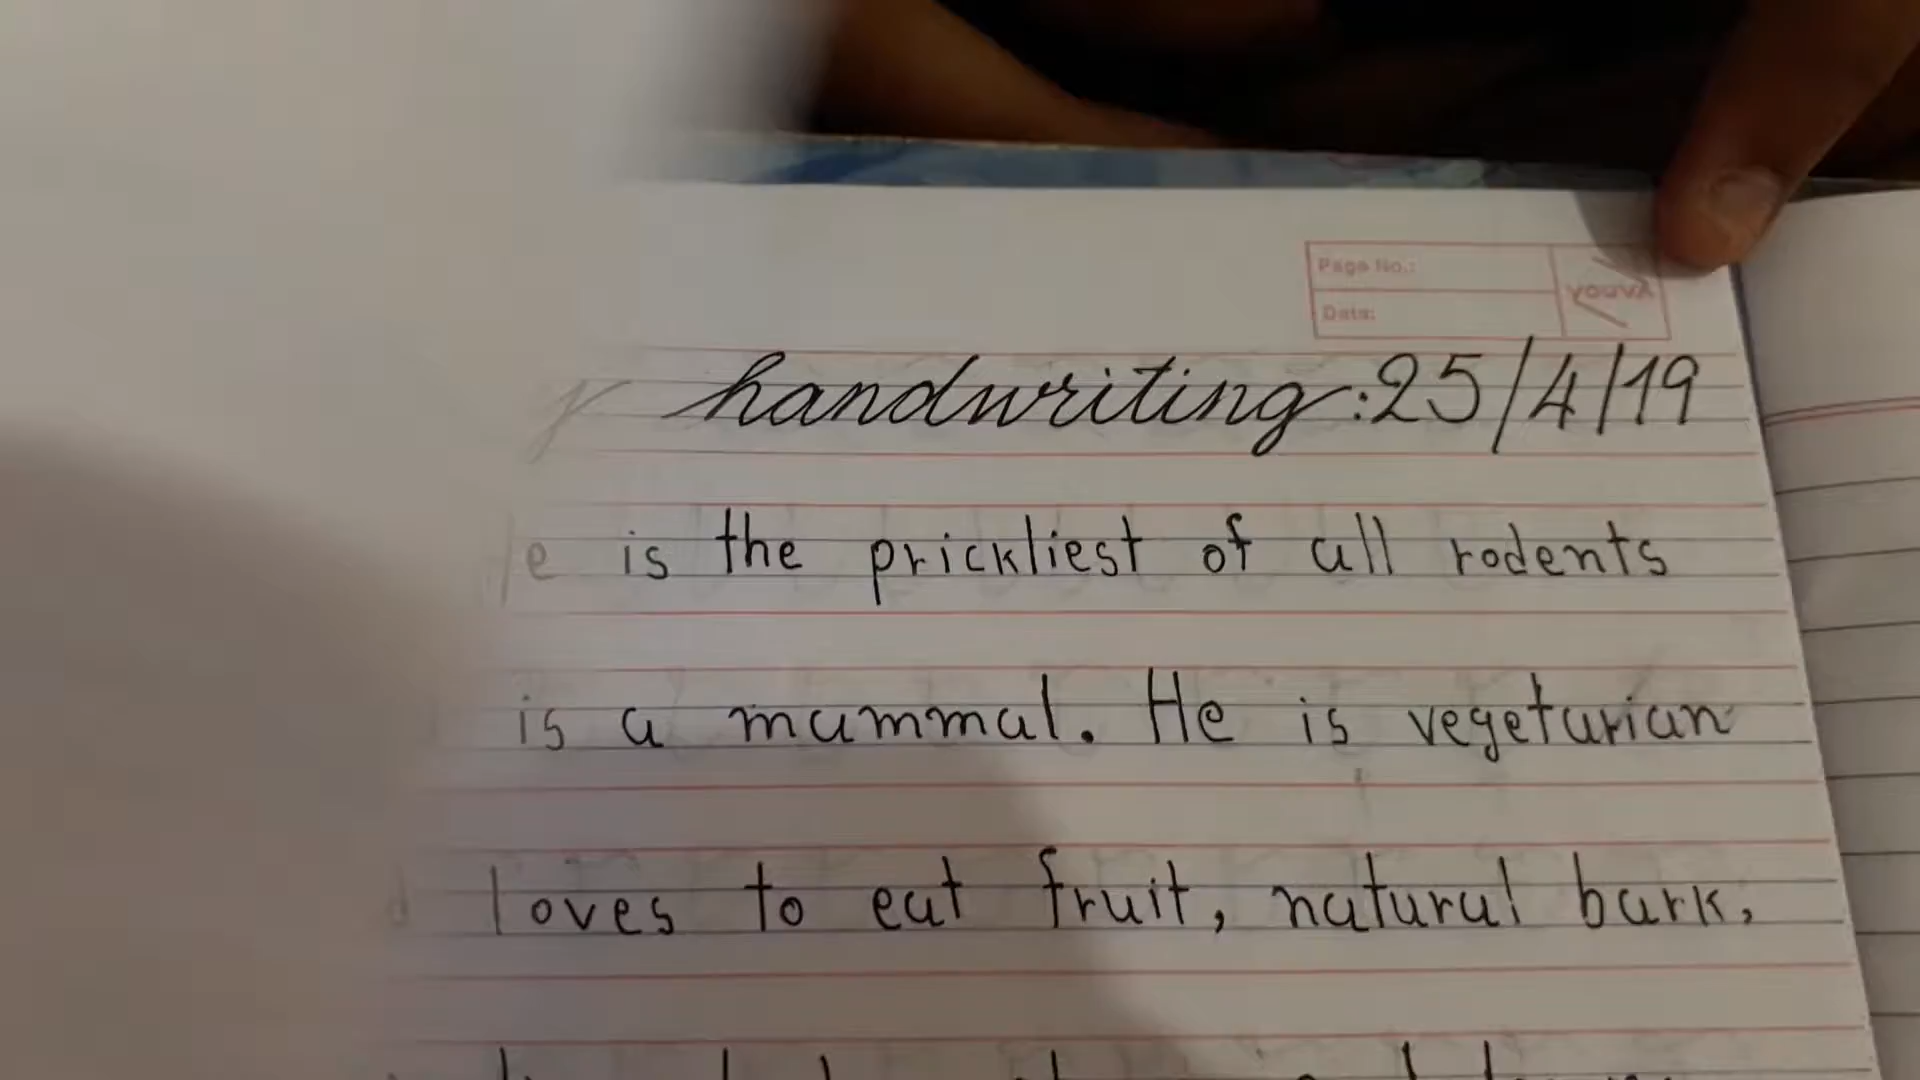 Page No.:
Date:
YOUVA
handwriting: 25/4/19
is the prickliest of all rodents
is a mammal. He is vegetarian
loves to eat fruit, natural bark,